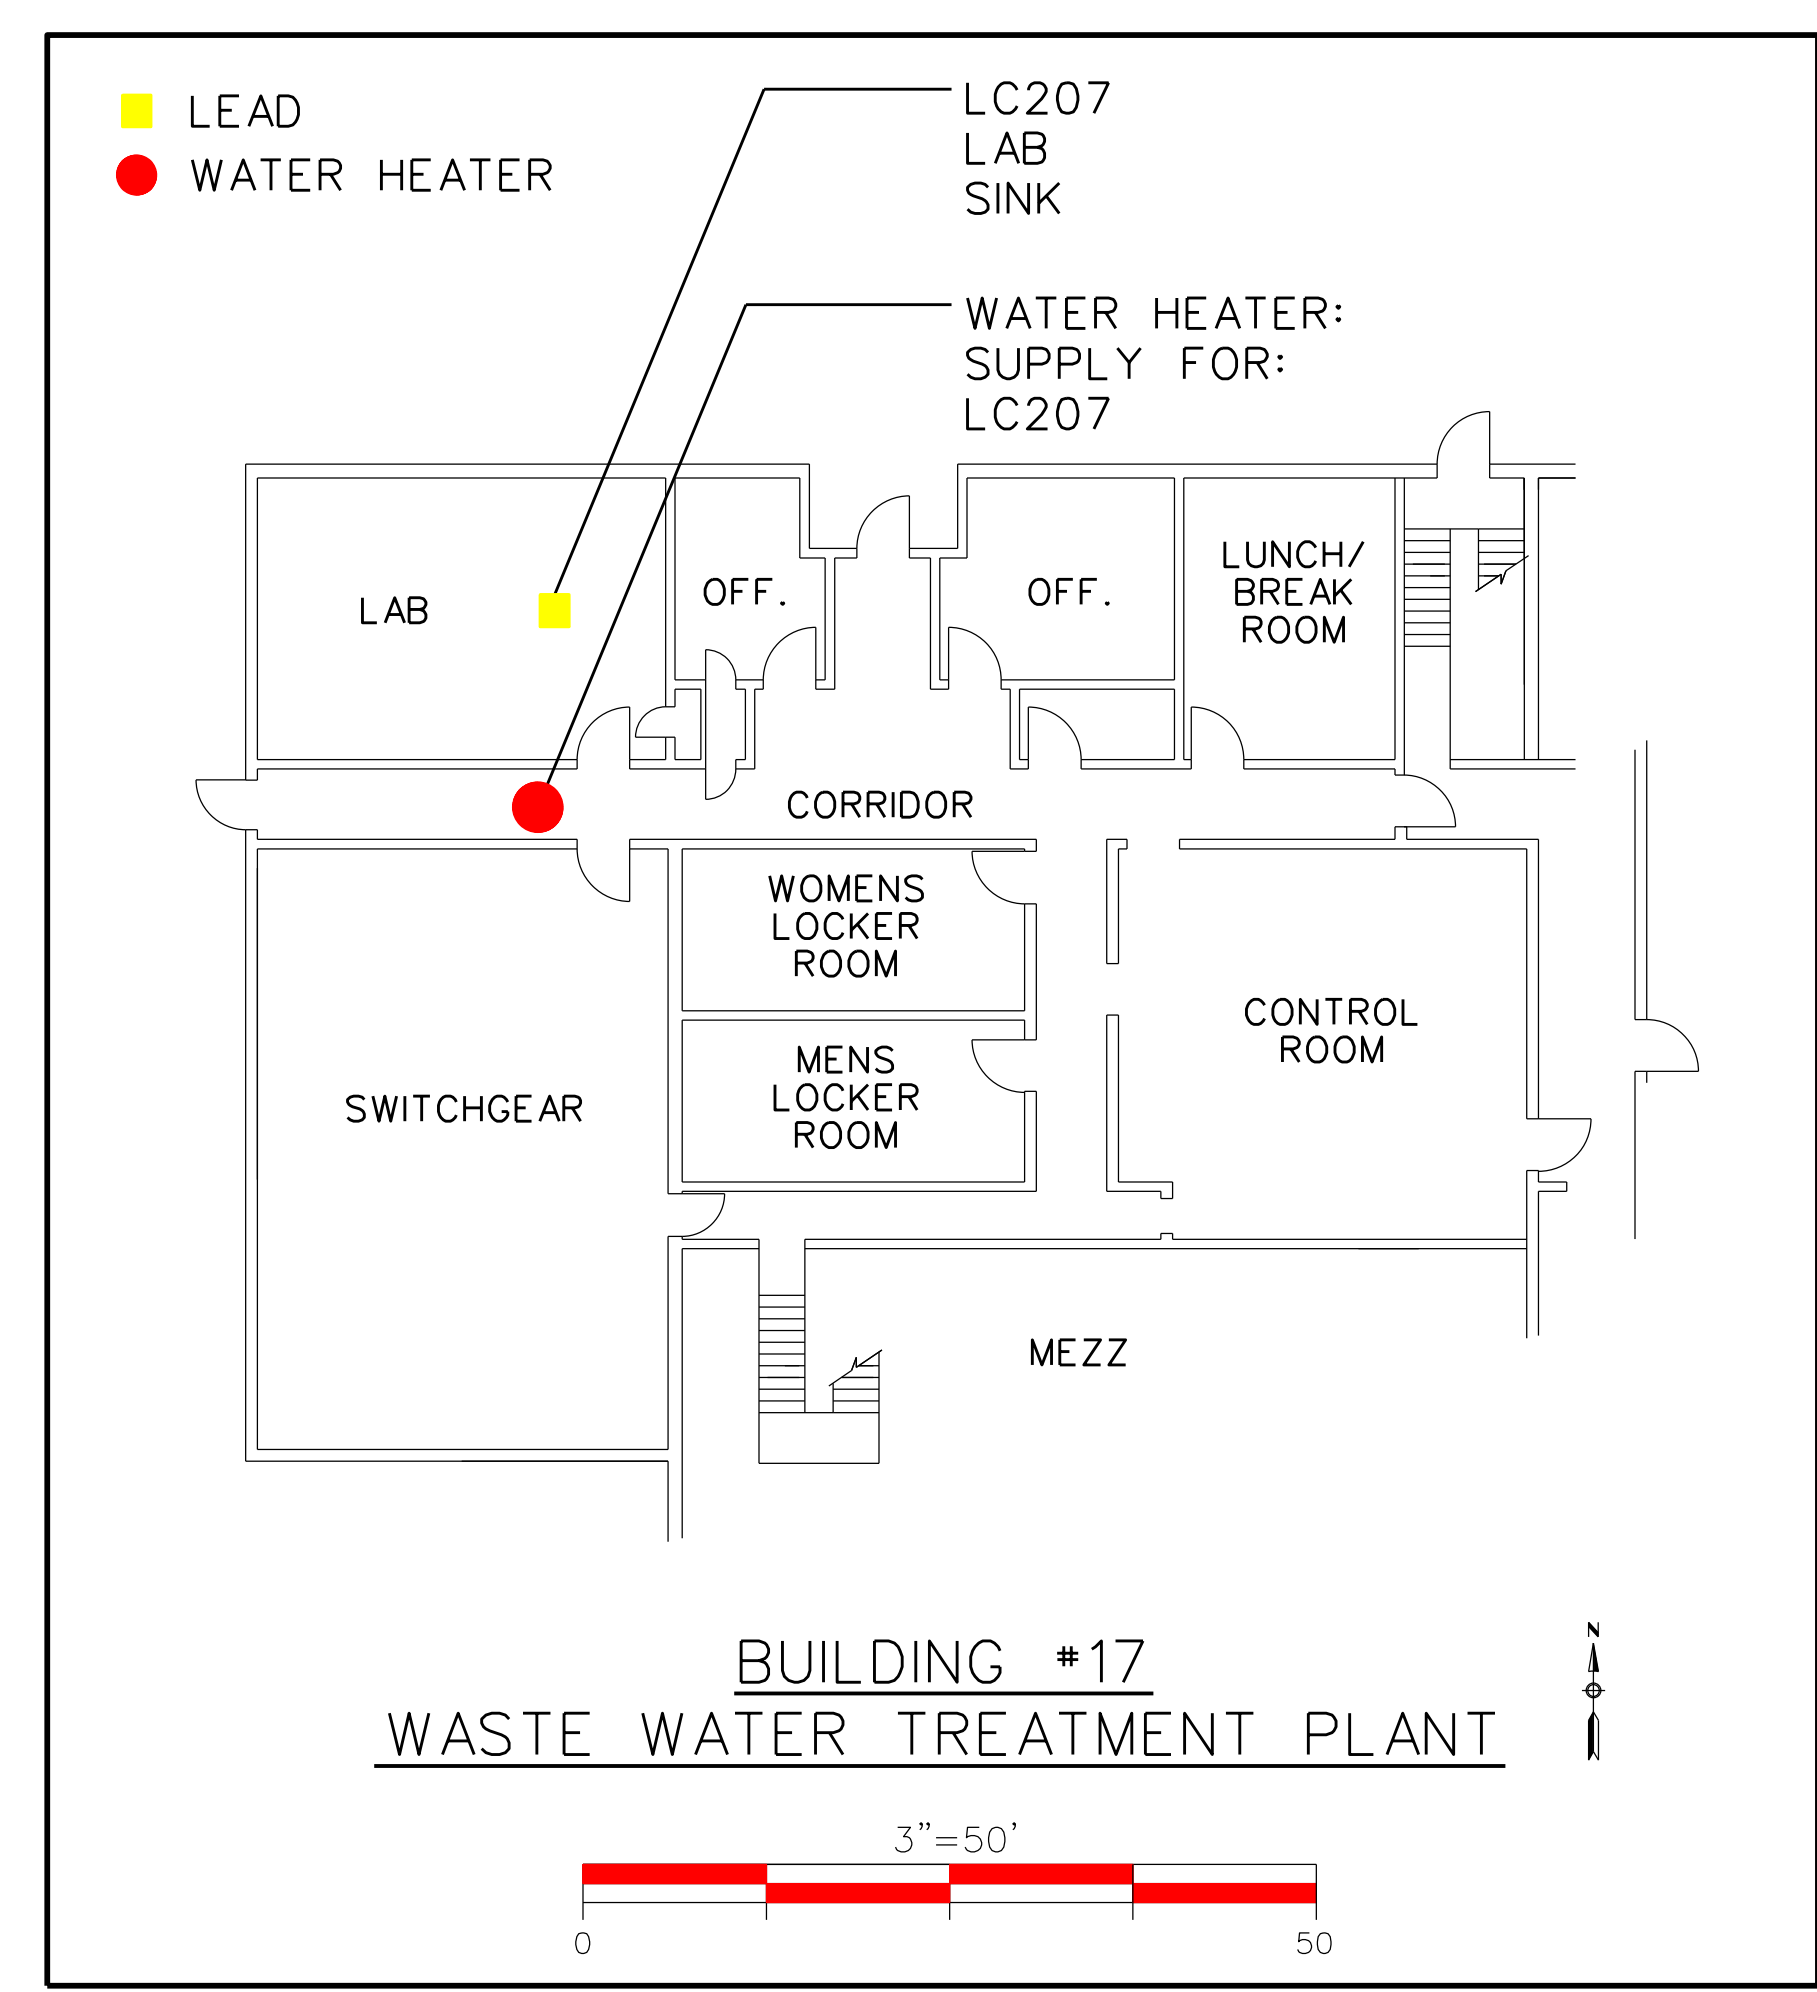 LEAD
WATER HEATER
LC207
LAB
SINK
WATER HEATER:
SUPPLY FOR:
LC207
LAB
OFF.
OFF.
LUNCH/
BREAK
ROOM
CORRIDOR
WOMENS
LOCKER
ROOM
CONTROL
ROOM
MENS
LOCKER
ROOM
SWITCHGEAR
MEZZ
BUILDING #17
WASTE WATER TREATMENT PLANT
N
3"=50'
0 50